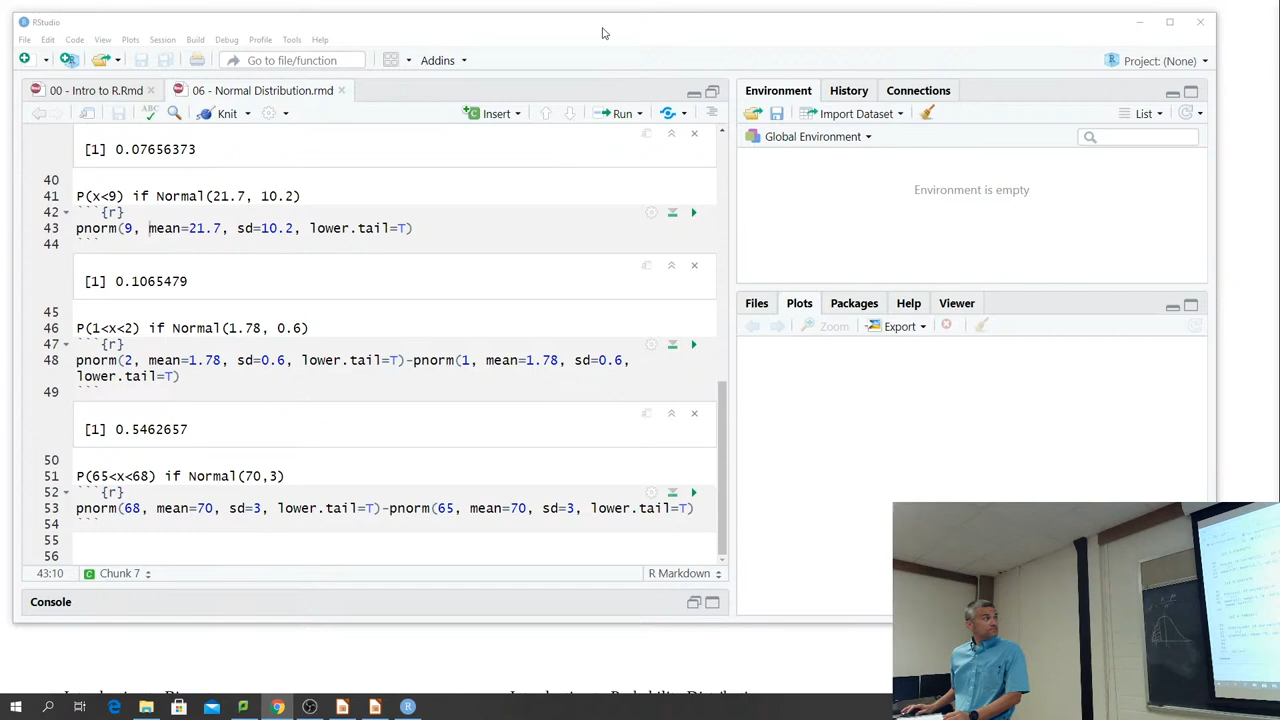 RStudio
File Edit Code View Plots Session Build Debug Profile Tools Help
Go to file/function Addins Project: (None)
00 - Intro to R.Rmd 06 - Normal Distribution.rmd
ABC Knit Insert Run
[1] 0.07656373
40
41 P(x<9) if Normal(21.7, 10.2)
42 ```{r}
43 pnorm(9, mean=21.7, sd=10.2, lower.tail=T)
44 ```
[1] 0.1065479
45
46 P(1<x<2) if Normal(1.78, 0.6)
47 ```{r}
48 pnorm(2, mean=1.78, sd=0.6, lower.tail=T)-pnorm(1, mean=1.78, sd=0.6,
lower.tail=T)
49 ```
[1] 0.5462657
50
51 P(65<x<68) if Normal(70,3)
52 ```{r}
53 pnorm(68, mean=70, sd=3, lower.tail=T)-pnorm(65, mean=70, sd=3, lower.tail=T)
54 ```
55
56
43:10 Chunk 7 R Markdown
Console
Environment History Connections
Import Dataset List
Global Environment
Environment is empty
Files Plots Packages Help Viewer
Zoom Export